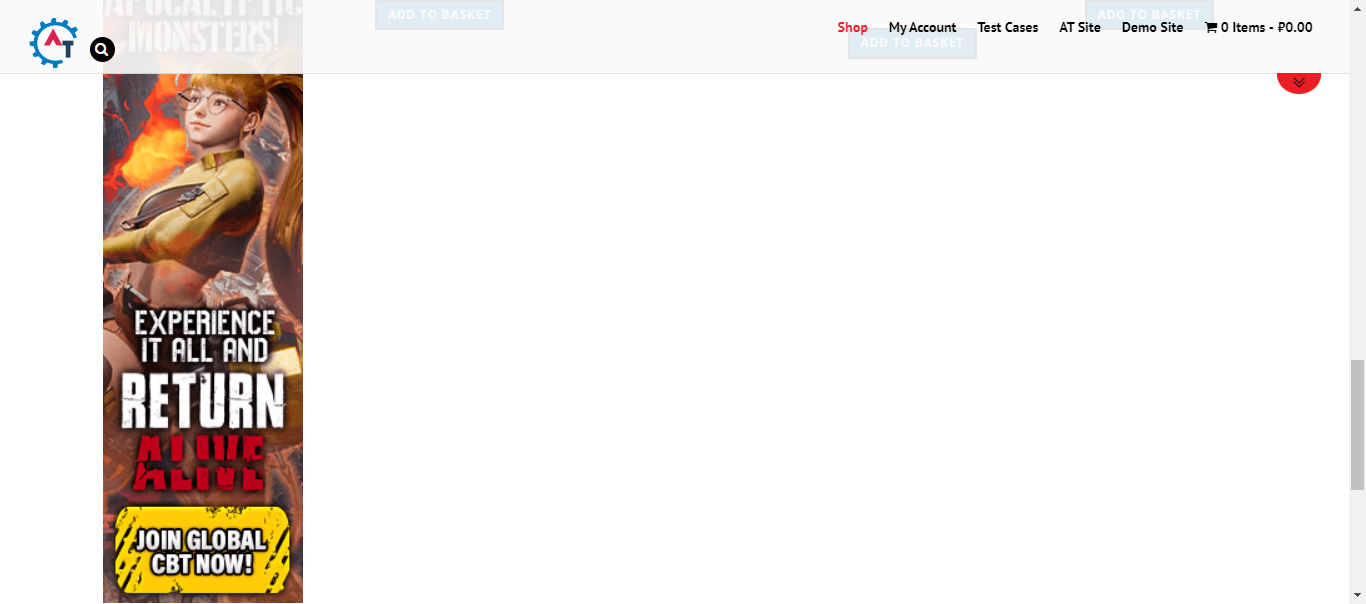 APOCALYPTIC
MONSTERS!
ADD TO BASKET
ADD TO BASKET
ADD TO BASKET
AT
Shop
My Account
Test Cases
AT Site
Demo Site
0 Items - ₽0.00
EXPERIENCE
IT ALL AND
RETURN
ALIVE
JOIN GLOBAL
CBT NOW!